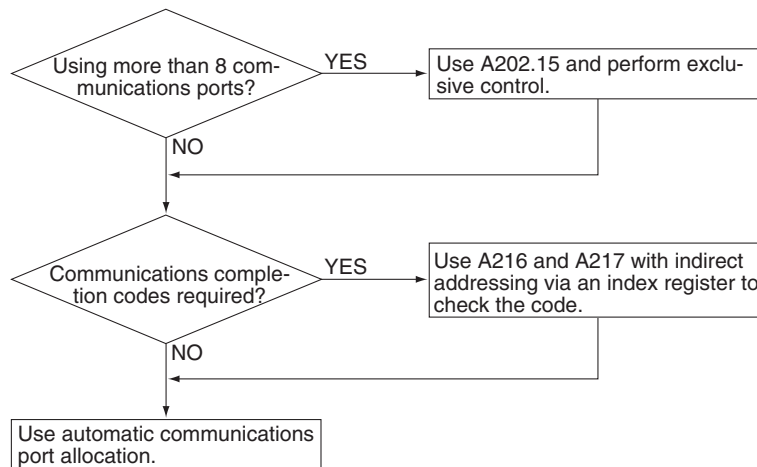 Using more than 8 com-
munications ports?
YES
Use A202.15 and perform exclu-
sive control.
NO
Communications comple-
tion codes required?
YES
Use A216 and A217 with indirect
addressing via an index register to
check the code.
NO
Use automatic communications
port allocation.